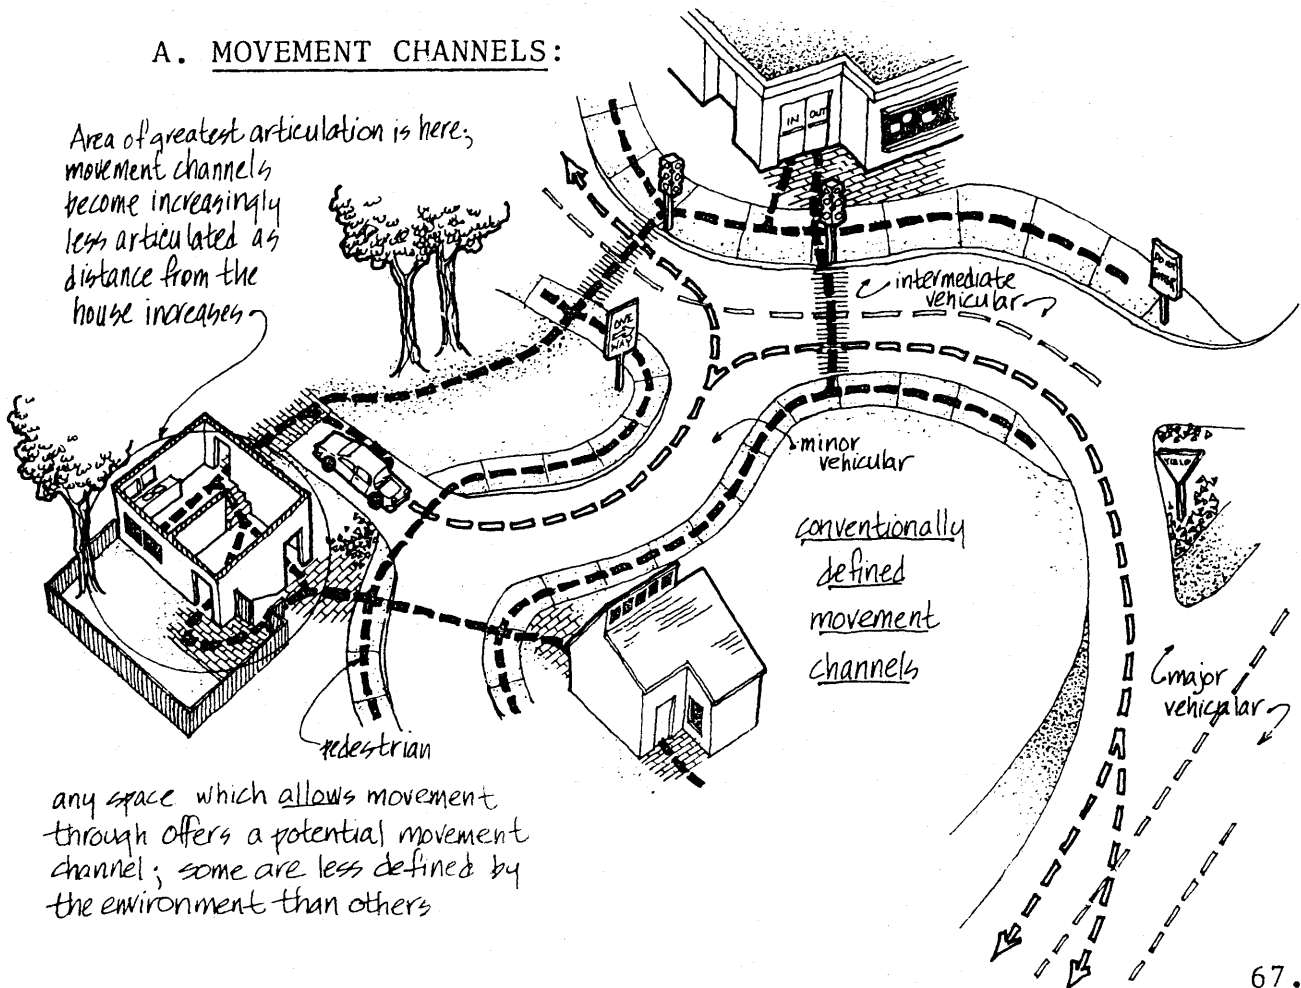 A. MOVEMENT CHANNELS:
Area of greatest articulation is here;
movement channels
become increasingly
less articulated as
distance from the
house increases
IN OUT
ONE
WAY
intermediate
vehicular
minor
vehicular
YIELD
conventionally
defined
movement
channels
major
vehicular
pedestrian
any space which allows movement
through offers a potential movement
channel; some are less defined by
the environment than others
67.